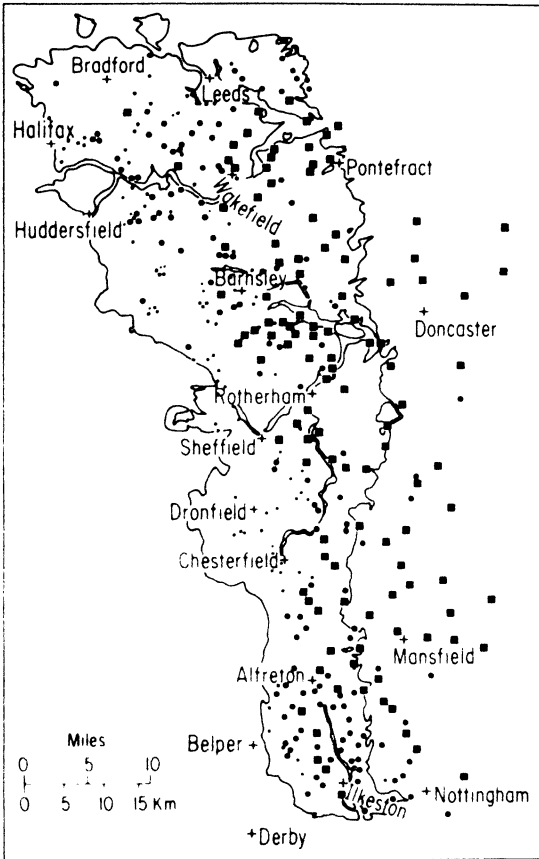 Bradford
Leeds
Halifax
Pontefract
Wakefield
Huddersfield
Barnsley
Doncaster
Rotherham
Sheffield
Dronfield
Chesterfield
Mansfield
Alfreton
Miles
0 5 10
Belper
0 5 10 15 Km
Ilkeston
Nottingham
Derby